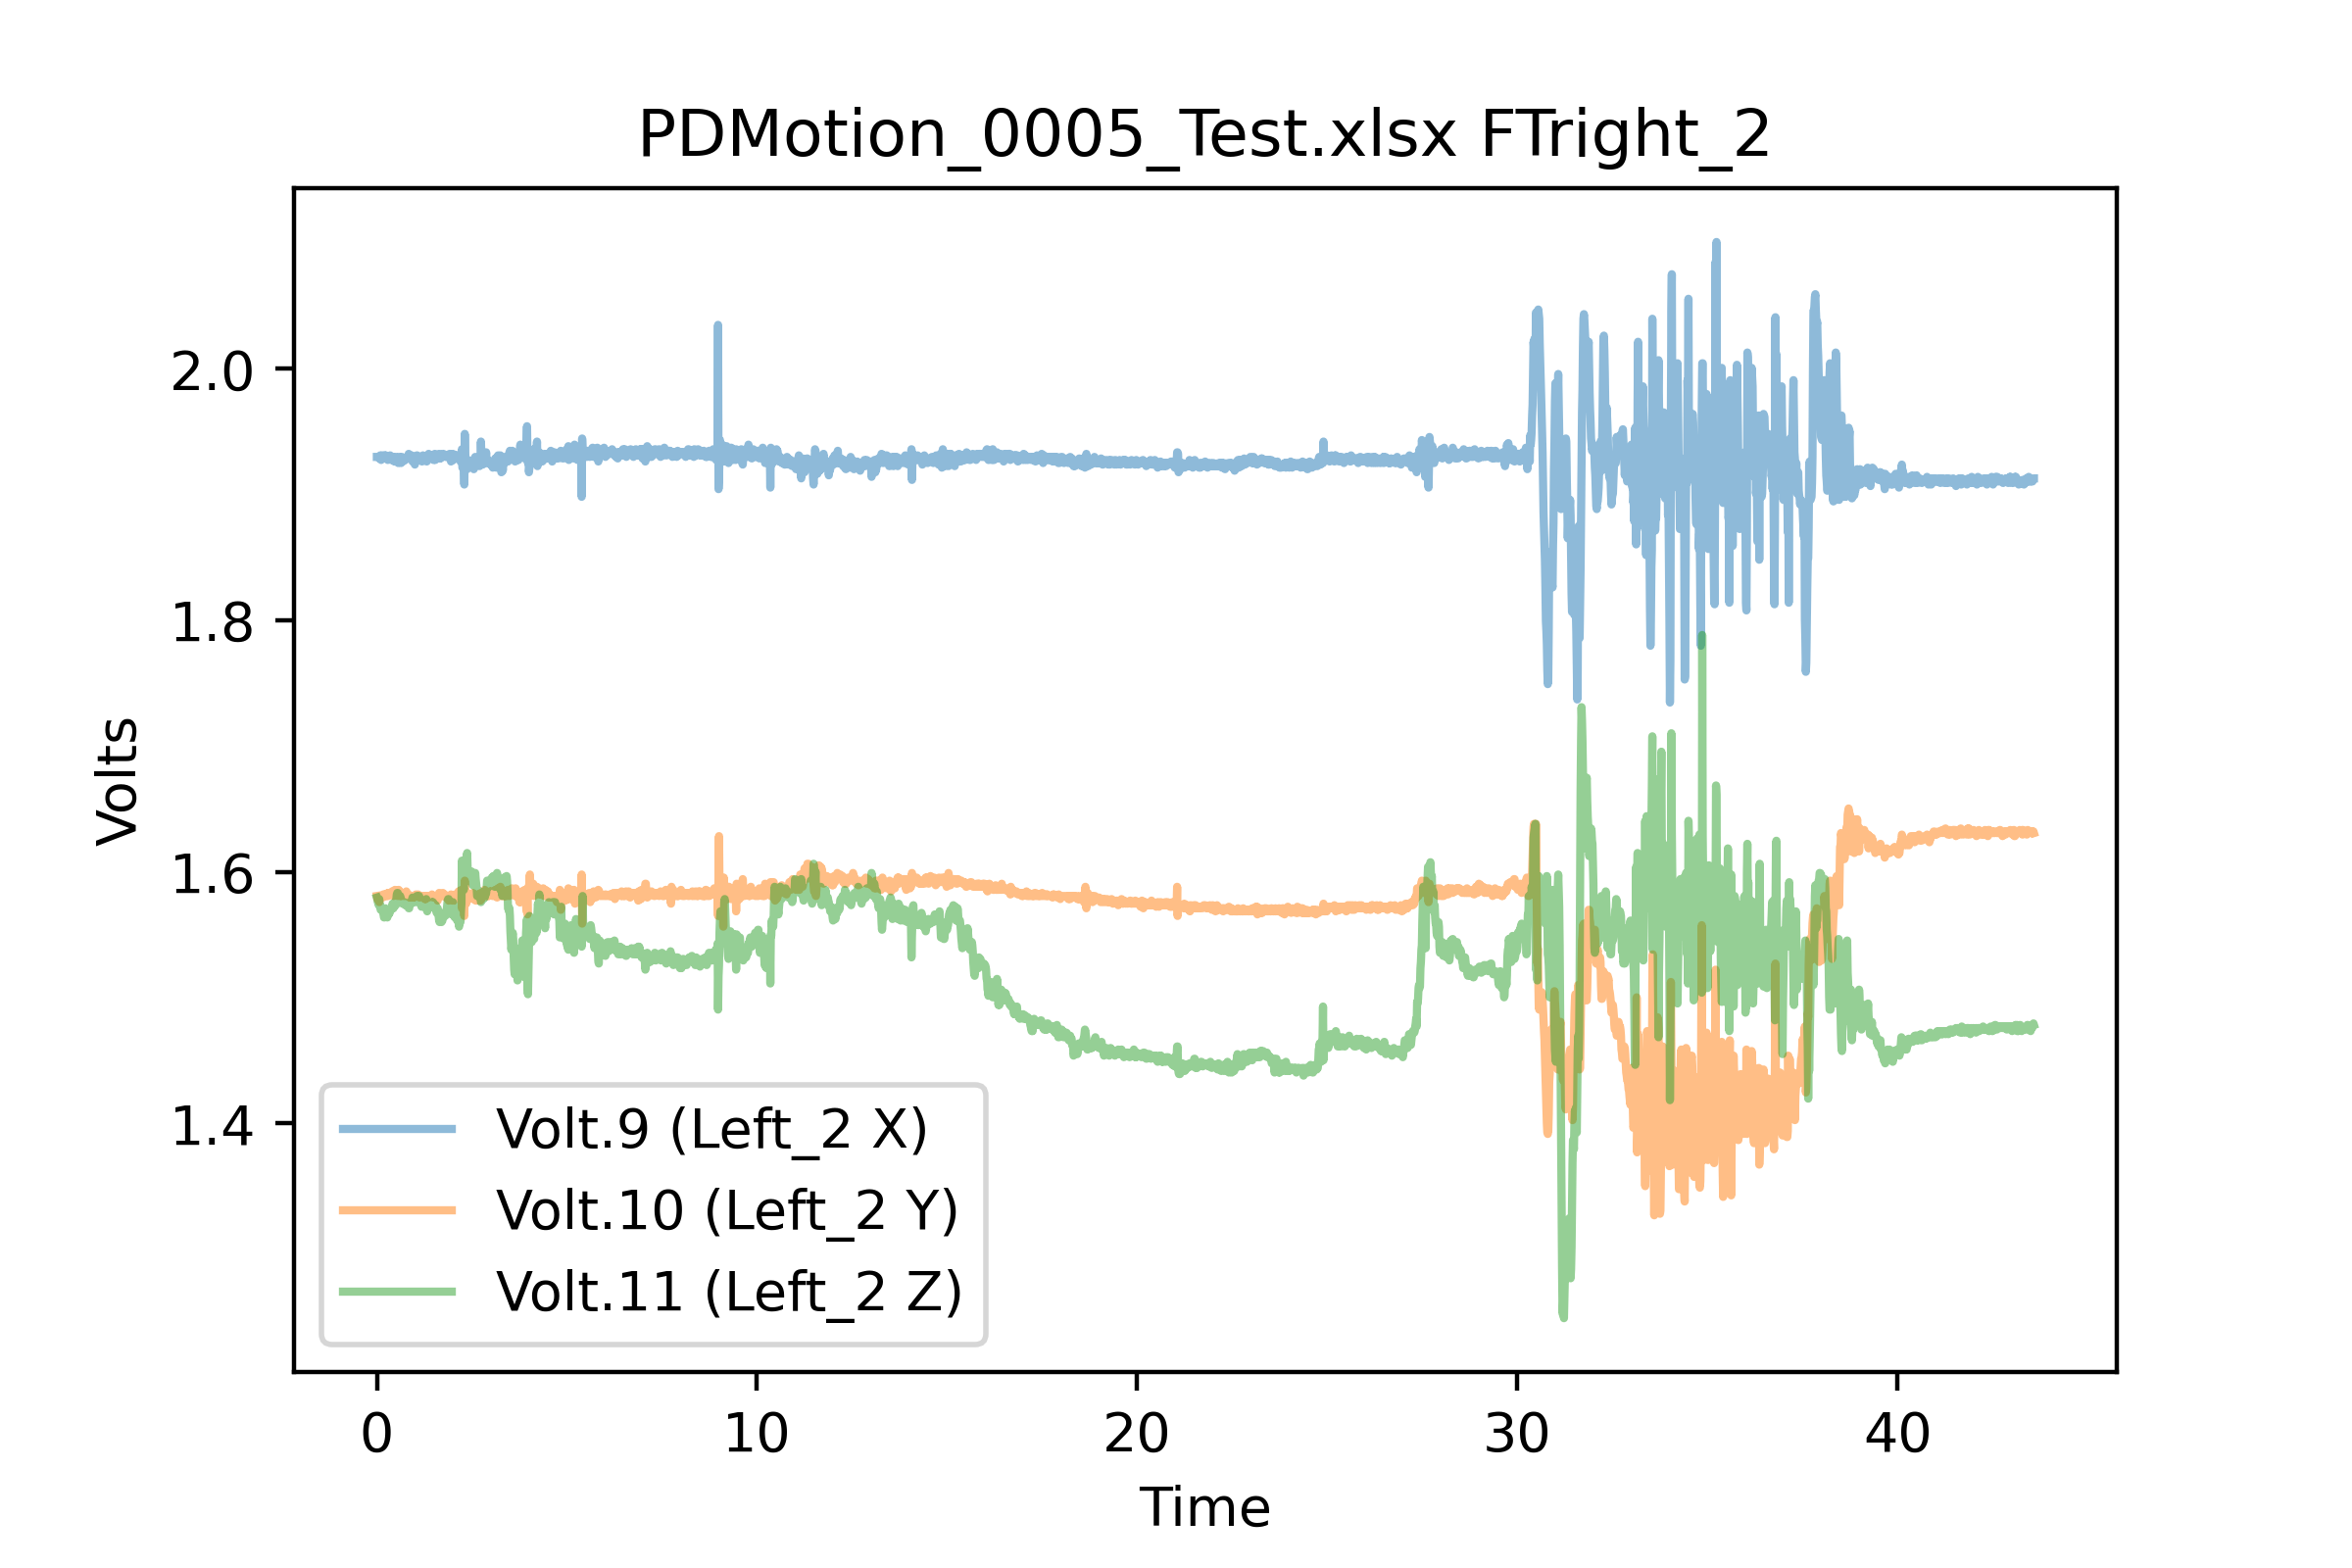 PDMotion_0005_Test.xlsx FTright_2
Volts
2.0
1.8
1.6
1.4
Volt.9 (Left_2 X)
Volt.10 (Left_2 Y)
Volt.11 (Left_2 Z)
0 10 20 30 40
Time